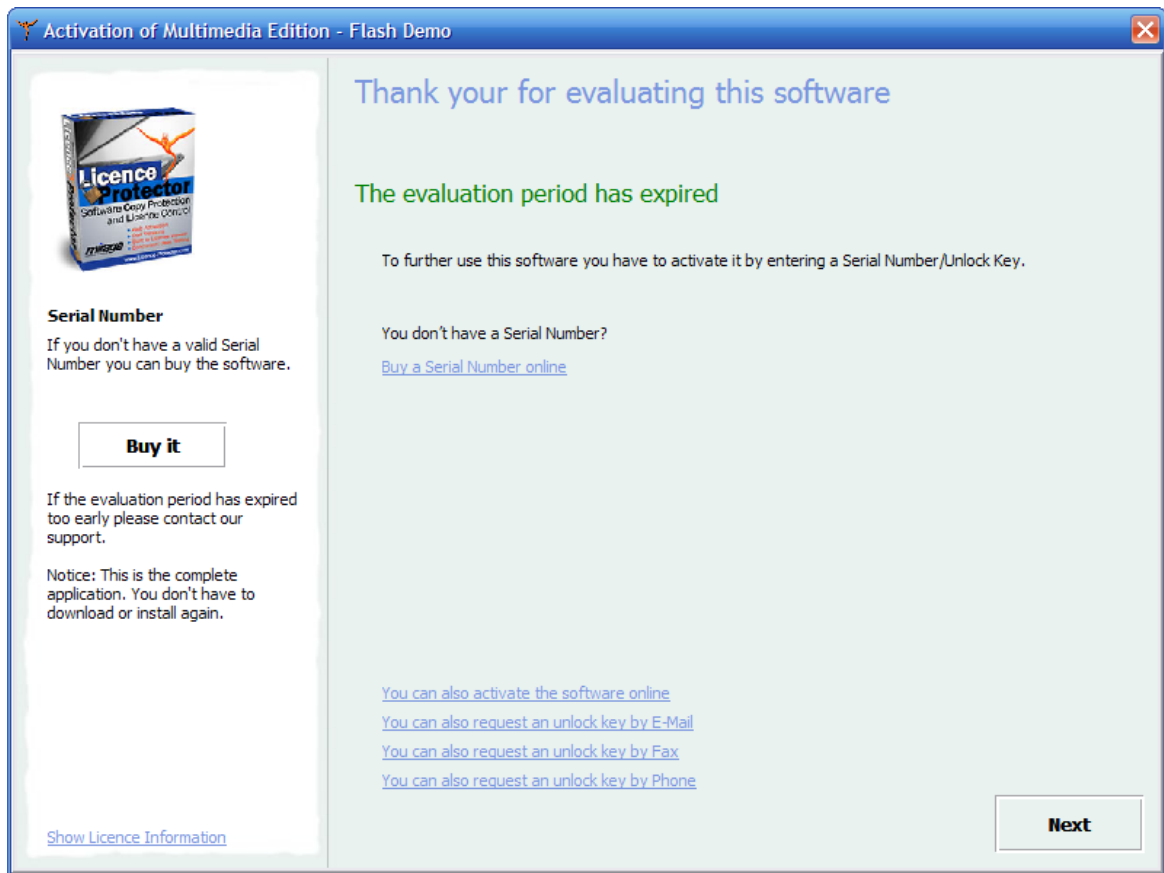 Activation of Multimedia Edition - Flash Demo
Licence
Protector
Software Copy Protection
and Licence Control
mirage
Serial Number
If you don't have a valid Serial
Number you can buy the software.
Buy it
If the evaluation period has expired
too early please contact our
support.
Notice: This is the complete
application. You don't have to
download or install again.
Show Licence Information
Thank your for evaluating this software
The evaluation period has expired
To further use this software you have to activate it by entering a Serial Number/Unlock Key.
You don't have a Serial Number?
Buy a Serial Number online
You can also activate the software online
You can also request an unlock key by E-Mail
You can also request an unlock key by Fax
You can also request an unlock key by Phone
Next